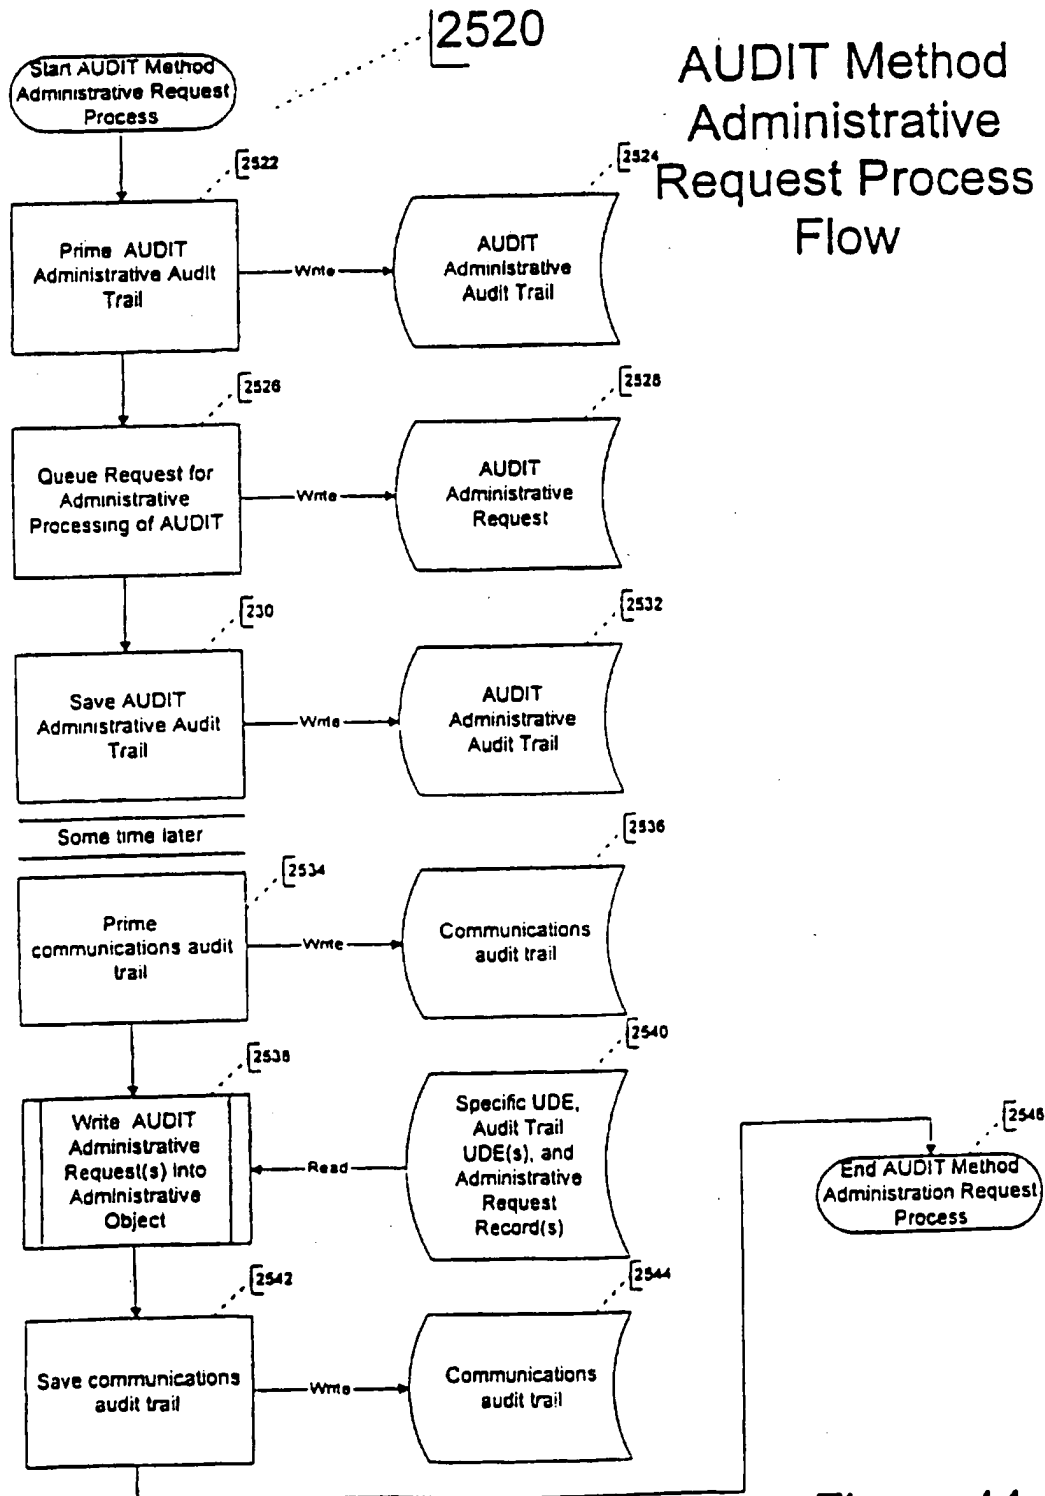 2520
AUDIT Method
Administrative
Request Process
Flow
Start AUDIT Method
Administrative Request
Process
2522
Prime AUDIT
Administrative Audit
Trail
Write
2524
AUDIT
Administrative
Audit Trail
2526
Queue Request for
Administrative
Processing of AUDIT
Write
2528
AUDIT
Administrative
Request
230
Save AUDIT
Administrative Audit
Trail
Write
2532
AUDIT
Administrative
Audit Trail
Some time later
2534
Prime
communications audit
trail
Write
2536
Communications
audit trail
2538
Write AUDIT
Administrative
Request(s) into
Administrative
Object
Read
2540
Specific UDE,
Audit Trail
UDE(s), and
Administrative
Request
Record(s)
2542
Save communications
audit trail
Write
2544
Communications
audit trail
2546
End AUDIT Method
Administration Request
Process